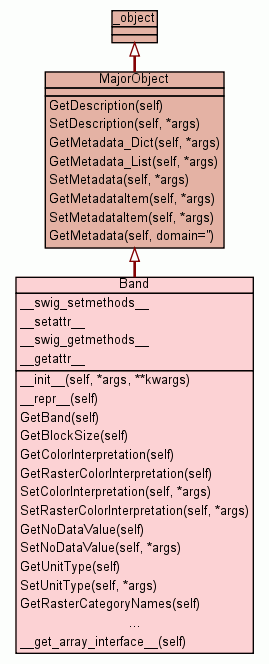 _object
MajorObject
GetDescription(self)
SetDescription(self, *args)
GetMetadata_Dict(self, *args)
GetMetadata_List(self, *args)
SetMetadata(self, *args)
GetMetadataItem(self, *args)
SetMetadataItem(self, *args)
GetMetadata(self, domain='')
Band
__swig_setmethods__
__setattr__
__swig_getmethods__
__getattr__
__init__(self, *args, **kwargs)
__repr__(self)
GetBand(self)
GetBlockSize(self)
GetColorInterpretation(self)
GetRasterColorInterpretation(self)
SetColorInterpretation(self, *args)
SetRasterColorInterpretation(self, *args)
GetNoDataValue(self)
SetNoDataValue(self, *args)
GetUnitType(self)
SetUnitType(self, *args)
GetRasterCategoryNames(self)
...
__get_array_interface__(self)